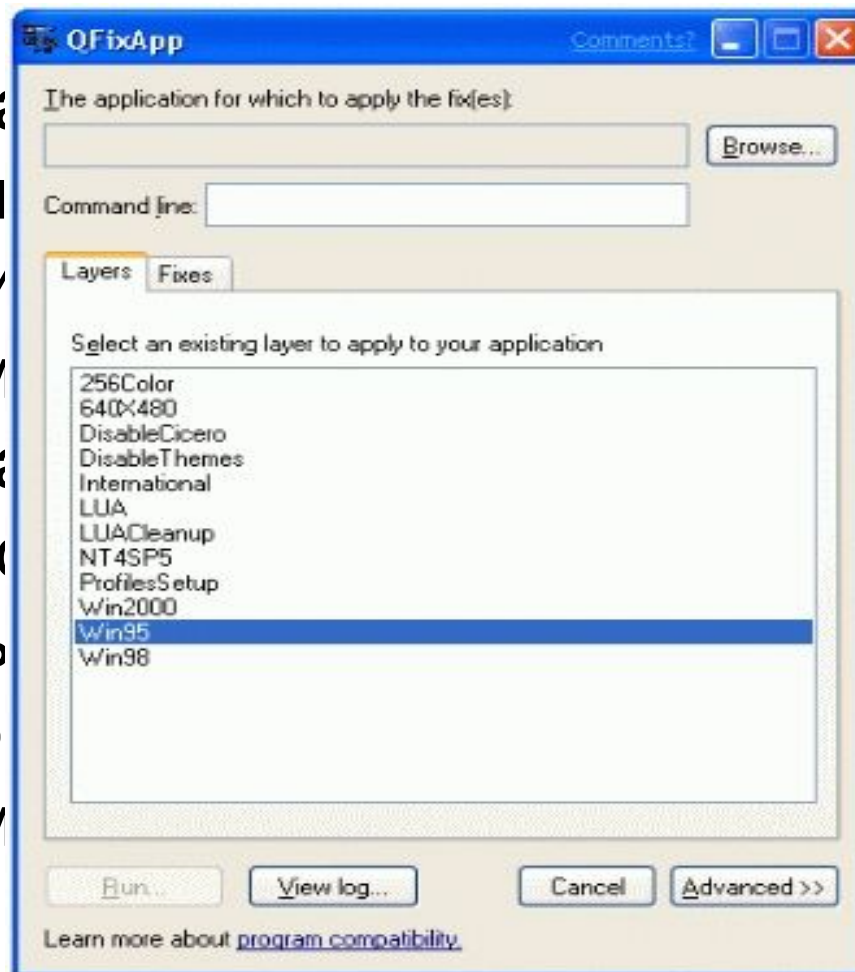 QFixApp Comments?
The application for which to apply the fix(es):
Browse...
Command line:
Layers Fixes
Select an existing layer to apply to your application
256Color
640X480
DisableCicero
DisableThemes
International
LUA
LUACleanup
NT4SP5
ProfilesSetup
Win2000
Win95
Win98
Run... View log... Cancel Advanced >>
Learn more about program compatibility.